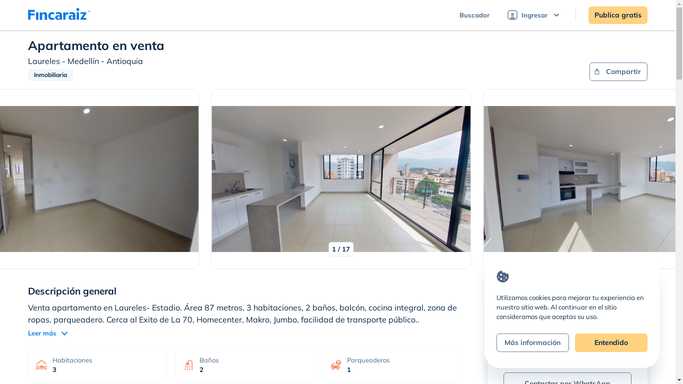 Fincaraiz
Buscador
Ingresar
Publica gratis
Apartamento en venta
Laureles - Medellín - Antioquia
Inmobiliaria
Compartir
1 / 17
Descripción general
Venta apartamento en Laureles- Estadio. Área 87 metros, 3 habitaciones, 2 baños, balcón, cocina integral, zona de
ropas, parqueadero. Cerca al Exito de La 70, Homecenter, Makro, Jumbo, facilidad de transporte público..
Leer más
Habitaciones
3
Baños
2
Parqueaderos
1
Utilizamos cookies para mejorar tu experiencia en
nuestro sitio web. Al continuar en el sitio
consideramos que aceptas su uso.
Más información
Entendido
Contactar por WhatsApp